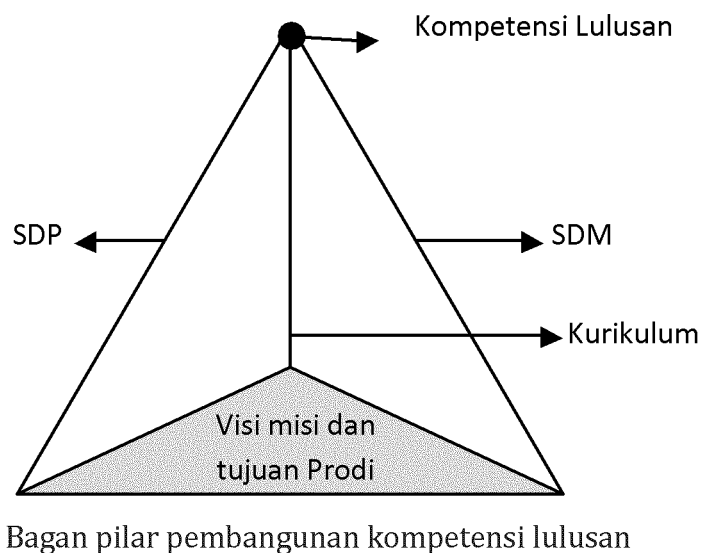 Kompetensi Lulusan
SDP
SDM
Kurikulum
Visi misi dan
tujuan Prodi
Bagan pilar pembangunan kompetensi lulusan